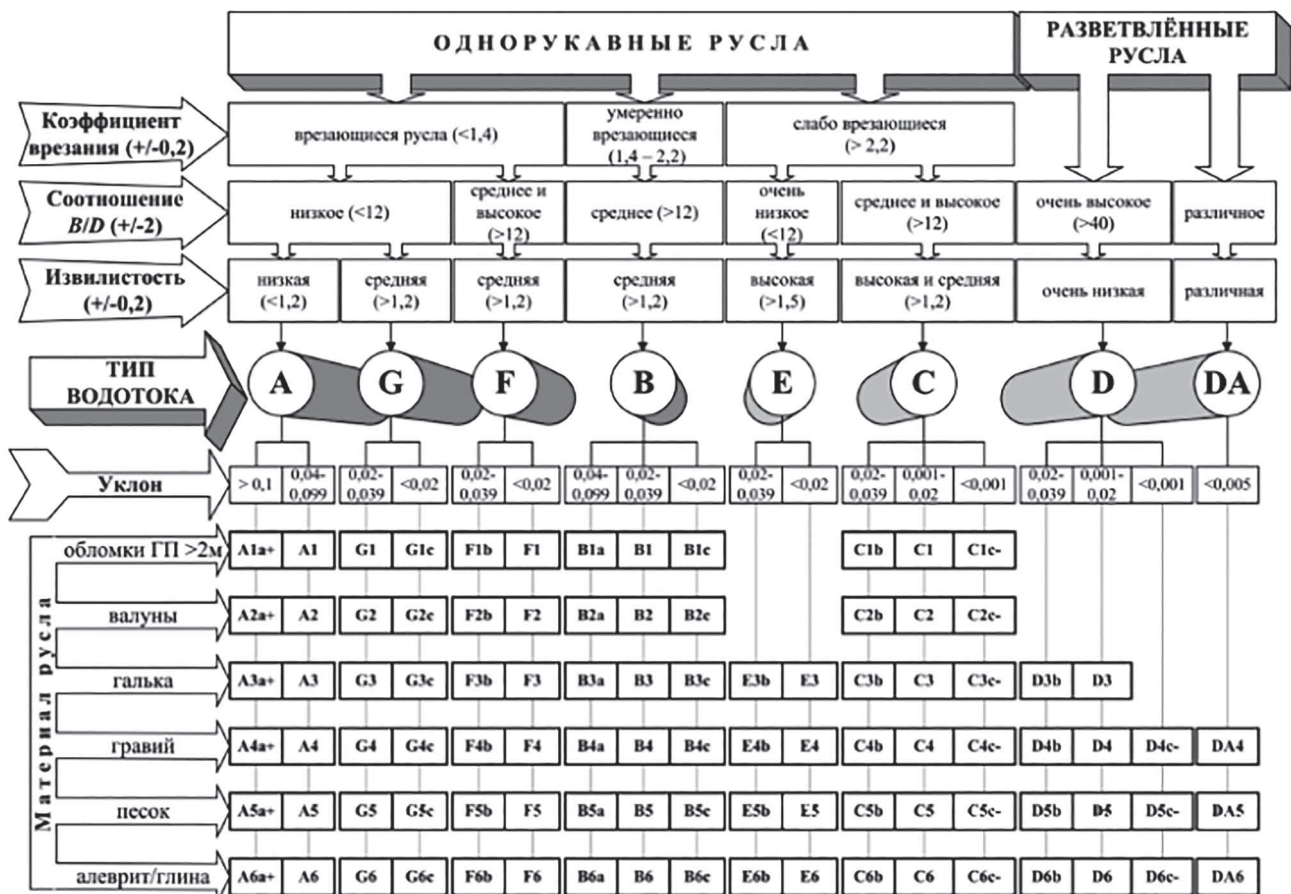 ОДНОРУКАВНЫЕ РУСЛА
РАЗВЕТВЛЁННЫЕ
РУСЛА
Коэффициент
врезания (+/-0,2)
врезающиеся русла (<1,4)
умеренно
врезающиеся
(1,4 – 2,2)
слабо врезающиеся
(> 2,2)
Соотношение
B/D (+/-2)
низкое (<12)
среднее и
высокое
(>12)
среднее (>12)
очень
низкое
(<12)
среднее и высокое
(>12)
очень высокое
(>40)
различное
Извилистость
(+/-0,2)
низкая
(<1,2)
средняя
(>1,2)
средняя
(>1,2)
средняя
(>1,2)
высокая
(>1,5)
высокая и средняя
(>1,2)
очень низкая
различная
ТИП
ВОДОТОКА
A G F B E C D DA
Уклон
> 0,1
0,04-
0,099
0,02-
0,039
<0,02
0,02-
0,039
<0,02
0,04-
0,099
0,02-
0,039
<0,02
0,02-
0,039
<0,02
0,02-
0,039
0,001-
0,02
<0,001
0,02-
0,039
0,001-
0,02
<0,001
<0,005
Материал русла
обломки ГП >2м A1a+ A1 G1 G1c F1b F1 B1a B1 B1c C1b C1 C1c-
валуны A2a+ A2 G2 G2c F2b F2 B2a B2 B2c C2b C2 C2c-
галька A3a+ A3 G3 G3c F3b F3 B3a B3 B3c E3b E3 C3b C3 C3c- D3b D3
гравий A4a+ A4 G4 G4c F4b F4 B4a B4 B4c E4b E4 C4b C4 C4c- D4b D4 D4c- DA4
песок A5a+ A5 G5 G5c F5b F5 B5a B5 B5c E5b E5 C5b C5 C5c- D5b D5 D5c- DA5
алеврит/глина A6a+ A6 G6 G6c F6b F6 B6a B6 B6c E6b E6 C6b C6 C6c- D6b D6 D6c- DA6